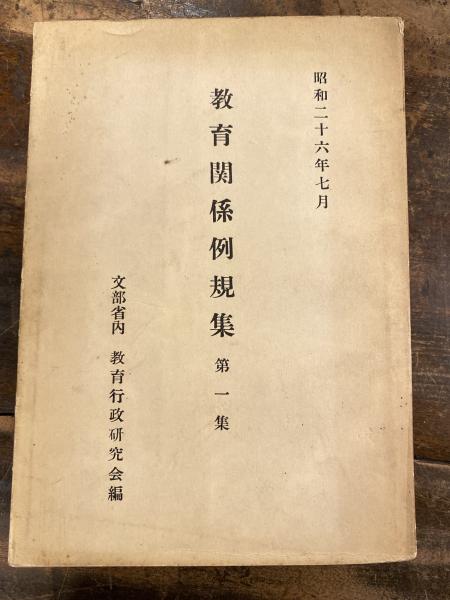 昭和二十六年七月
教育関係例規集 第一集
文部省内 教育行政研究会編